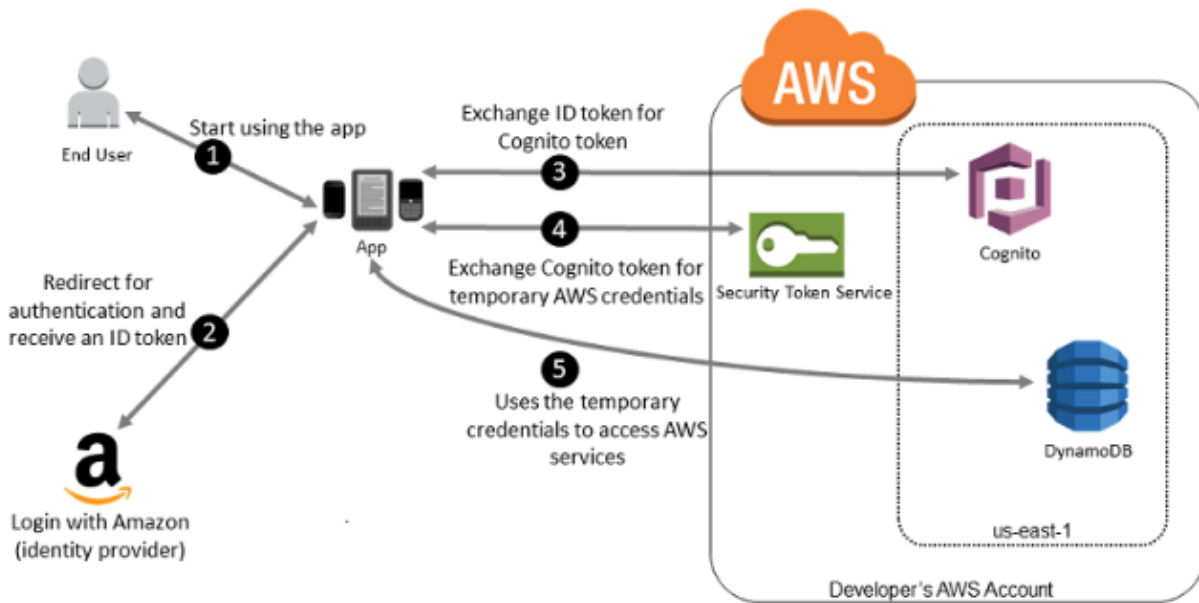 AWS
End User
Start using the app
1
Exchange ID token for
Cognito token
3
Cognito
App
4
Exchange Cognito token for
temporary AWS credentials
Security Token Service
Redirect for
authentication and
receive an ID token
2
5
Uses the temporary
credentials to access AWS
services
DynamoDB
a
Login with Amazon
(identity provider)
us-east-1
Developer's AWS Account